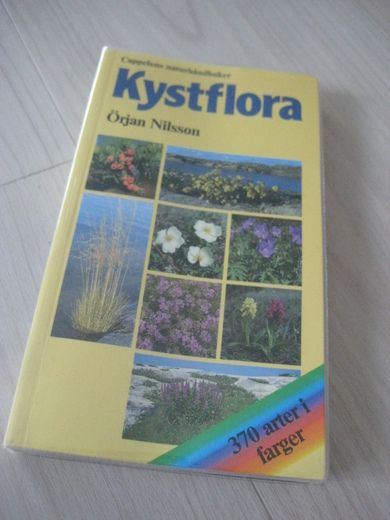 Cappelens naturhåndbøker
Kystflora
Örjan Nilsson
370 arter i
farger